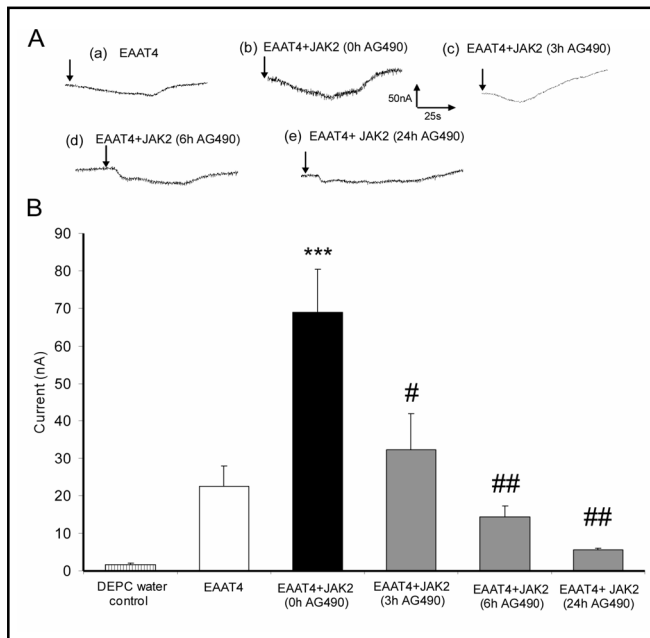 A
(a) EAAT4
(b) EAAT4+JAK2 (0h AG490)
(c) EAAT4+JAK2 (3h AG490)
50nA
25s
(d) EAAT4+JAK2 (6h AG490)
(e) EAAT4+ JAK2 (24h AG490)
B
Current (nA)
90
80
70
60
50
40
30
20
10
0
***
#
##
##
DEPC water
control
EAAT4
EAAT4+JAK2
(0h AG490)
EAAT4+JAK2
(3h AG490)
EAAT4+JAK2
(6h AG490)
EAAT4+ JAK2
(24h AG490)